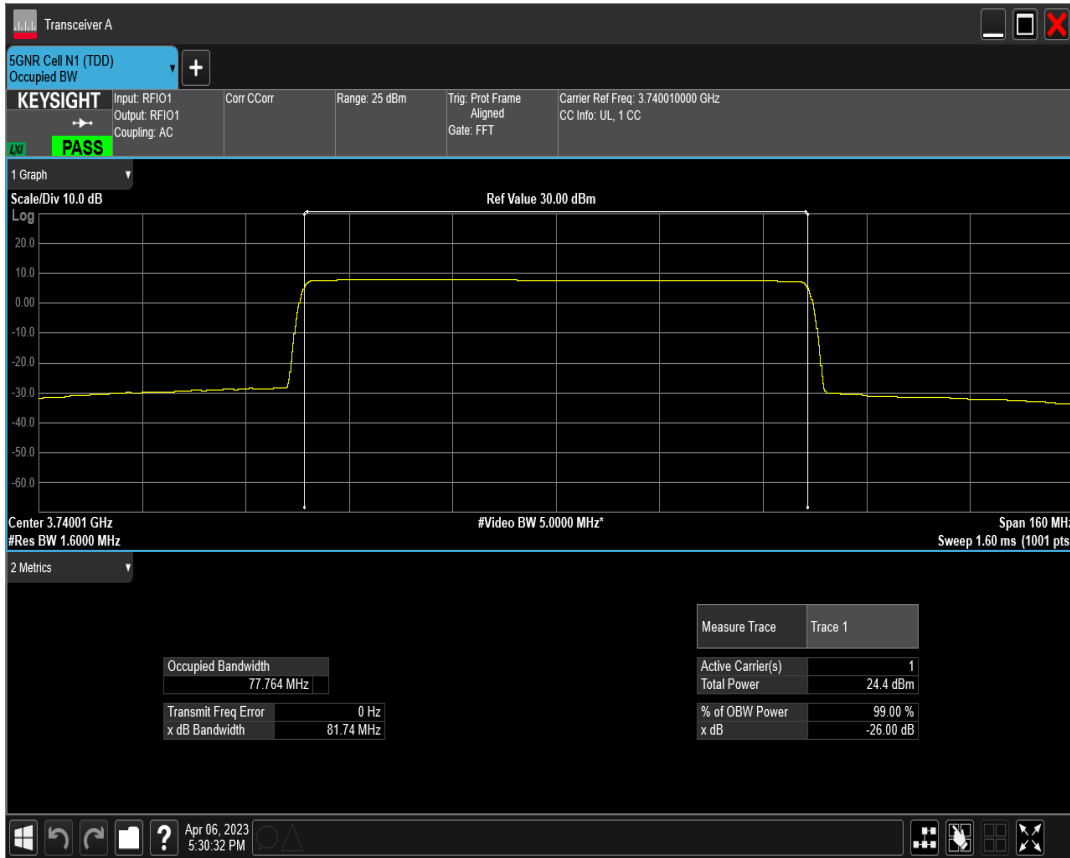 Transceiver A
5GNR Cell N1 (TDD)
Occupied BW
+
KEYSIGHT
LXI
PASS
Input: RFIO1
Output: RFIO1
Coupling: AC
Corr CCorr
Range: 25 dBm
Trig: Prot Frame
Aligned
Gate: FFT
Carrier Ref Freq: 3.740010000 GHz
CC Info: UL, 1 CC
1 Graph
Scale/Div 10.0 dB
Ref Value 30.00 dBm
Log
20.0
10.0
0.00
-10.0
-20.0
-30.0
-40.0
-50.0
-60.0
Center 3.74001 GHz
#Video BW 5.0000 MHz*
Span 160 MHz
#Res BW 1.6000 MHz
Sweep 1.60 ms (1001 pts
2 Metrics
Measure Trace Trace 1
Occupied Bandwidth
77.764 MHz
Active Carrier(s) 1
Total Power 24.4 dBm
Transmit Freq Error 0 Hz
x dB Bandwidth 81.74 MHz
% of OBW Power 99.00 %
x dB -26.00 dB
?
Apr 06, 2023
5:30:32 PM